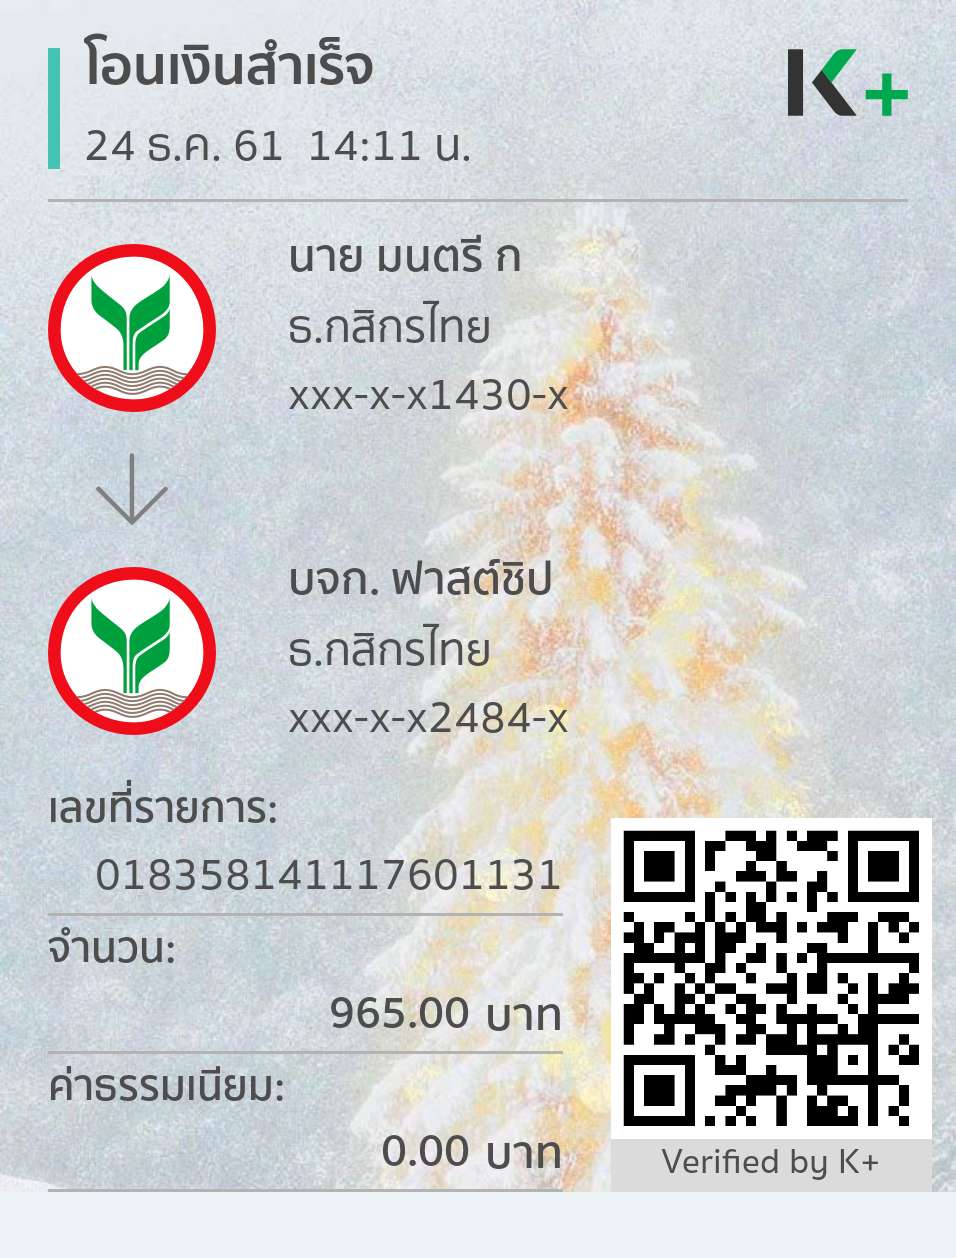 โอนเงินสำเร็จ
K+
24 ธ.ค. 61 14:11 น.
นาย มนตรี ก
ธ.กสิกรไทย
xxx-x-x1430-x
บจก. ฟาสต์ชิป
ธ.กสิกรไทย
xxx-x-x2484-x
เลขที่รายการ:
018358141117601131
จำนวน:
965.00 บาท
ค่าธรรมเนียม:
0.00 บาท
Verified by K+